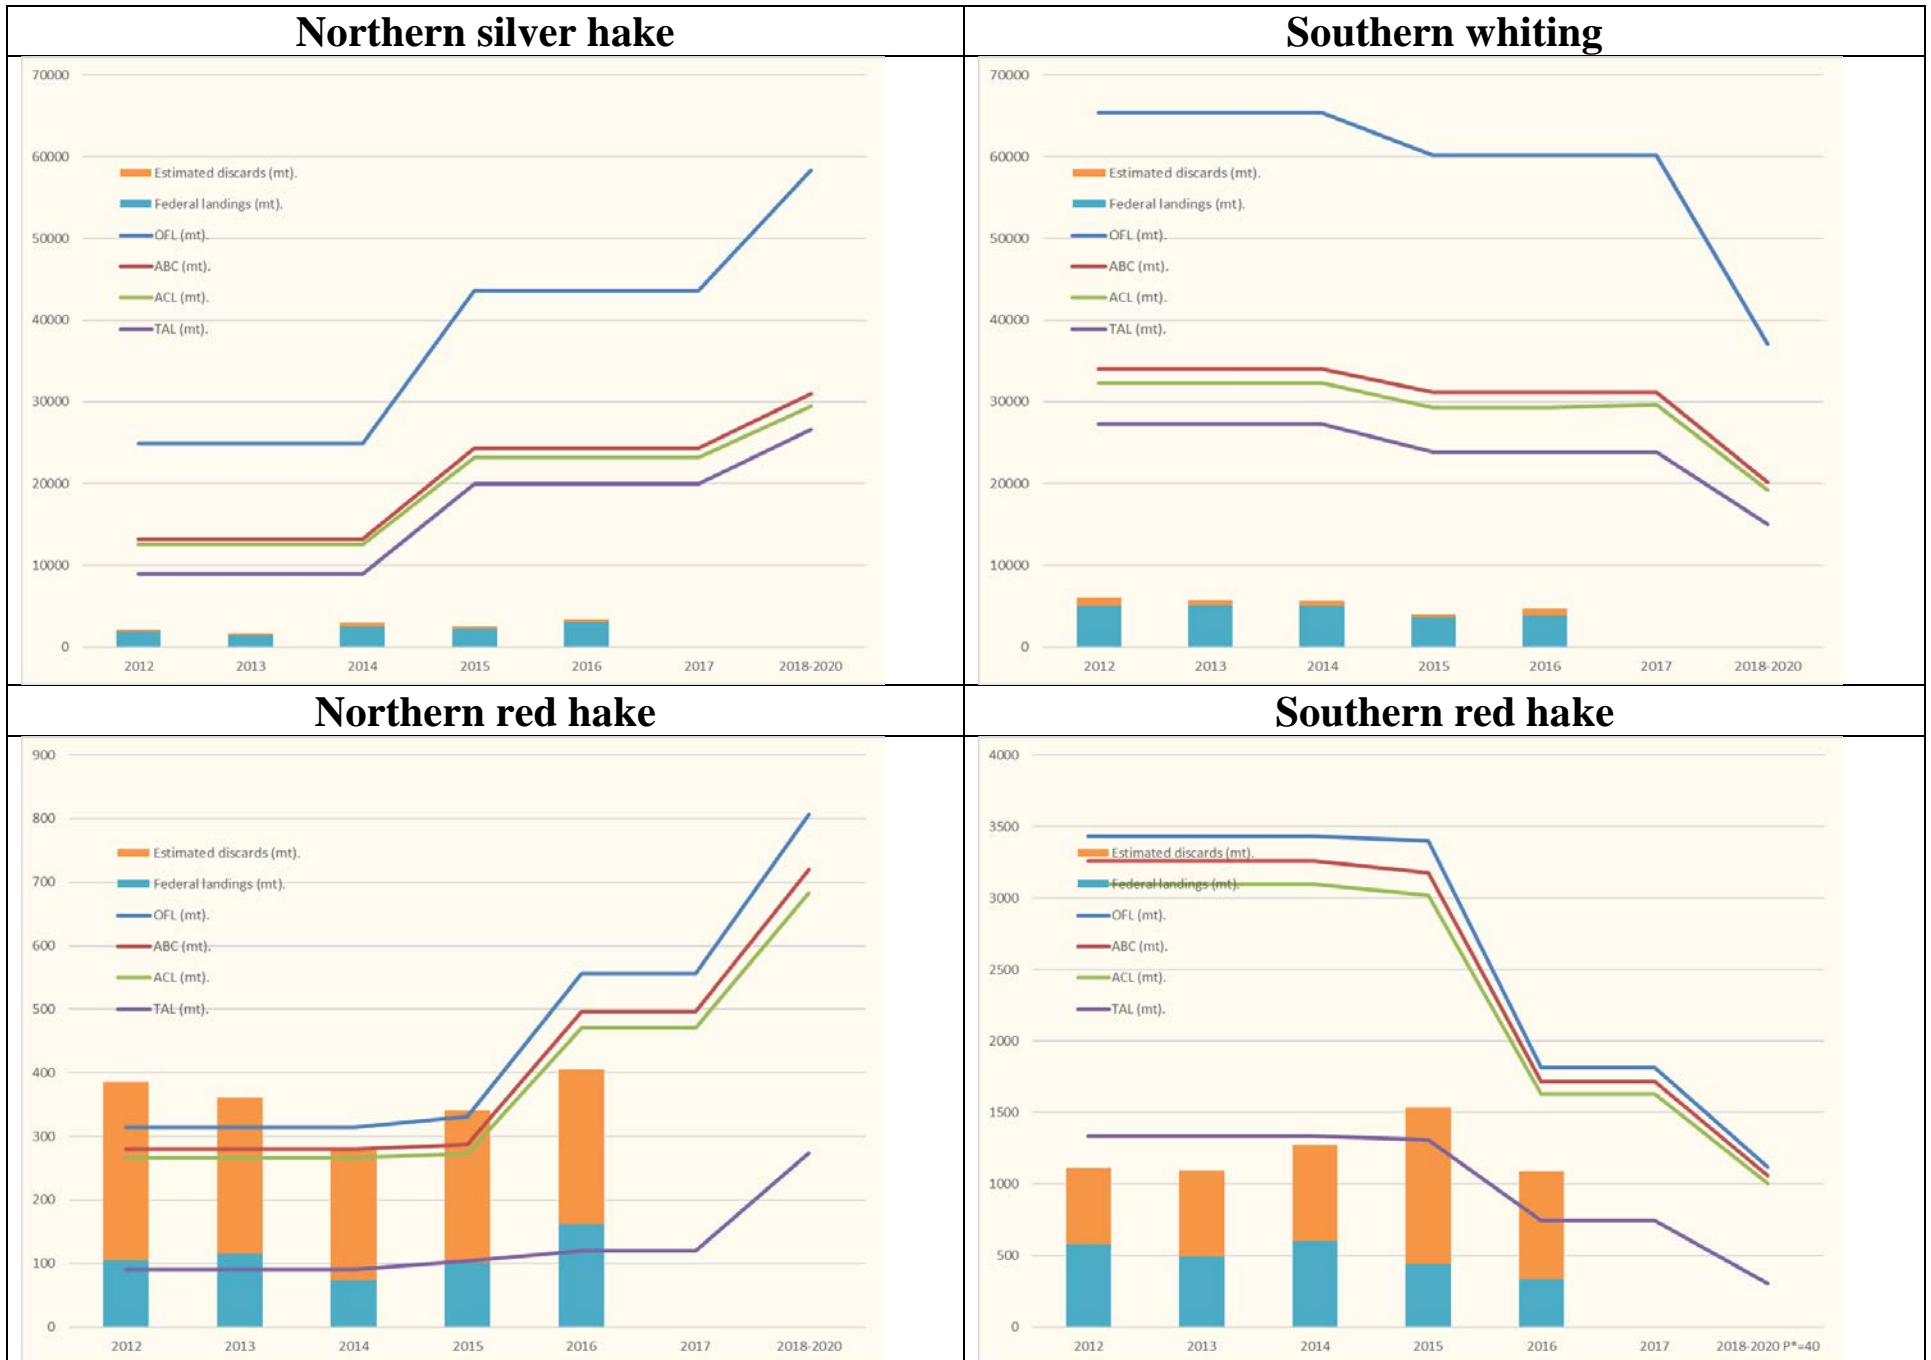 Northern silver hake
70000
60000
50000
40000
30000
20000
10000
0
Estimated discards (mt).
Federal landings (mt).
OFL (mt).
ABC (mt).
ACL (mt).
TAL (mt).
2012 2013 2014 2015 2016 2017 2018-2020
Southern whiting
70000
60000
50000
40000
30000
20000
10000
0
Estimated discards (mt).
Federal landings (mt).
OFL (mt).
ABC (mt).
ACL (mt).
TAL (mt).
2012 2013 2014 2015 2016 2017 2018-2020
Northern red hake
900
800
700
600
500
400
300
200
100
0
Estimated discards (mt).
Federal landings (mt).
OFL (mt).
ABC (mt).
ACL (mt).
TAL (mt).
2012 2013 2014 2015 2016 2017 2018-2020
Southern red hake
4000
3500
3000
2500
2000
1500
1000
500
0
Estimated discards (mt).
Federal landings (mt).
OFL (mt).
ABC (mt).
ACL (mt).
TAL (mt).
2012 2013 2014 2015 2016 2017 2018-2020 P*=40